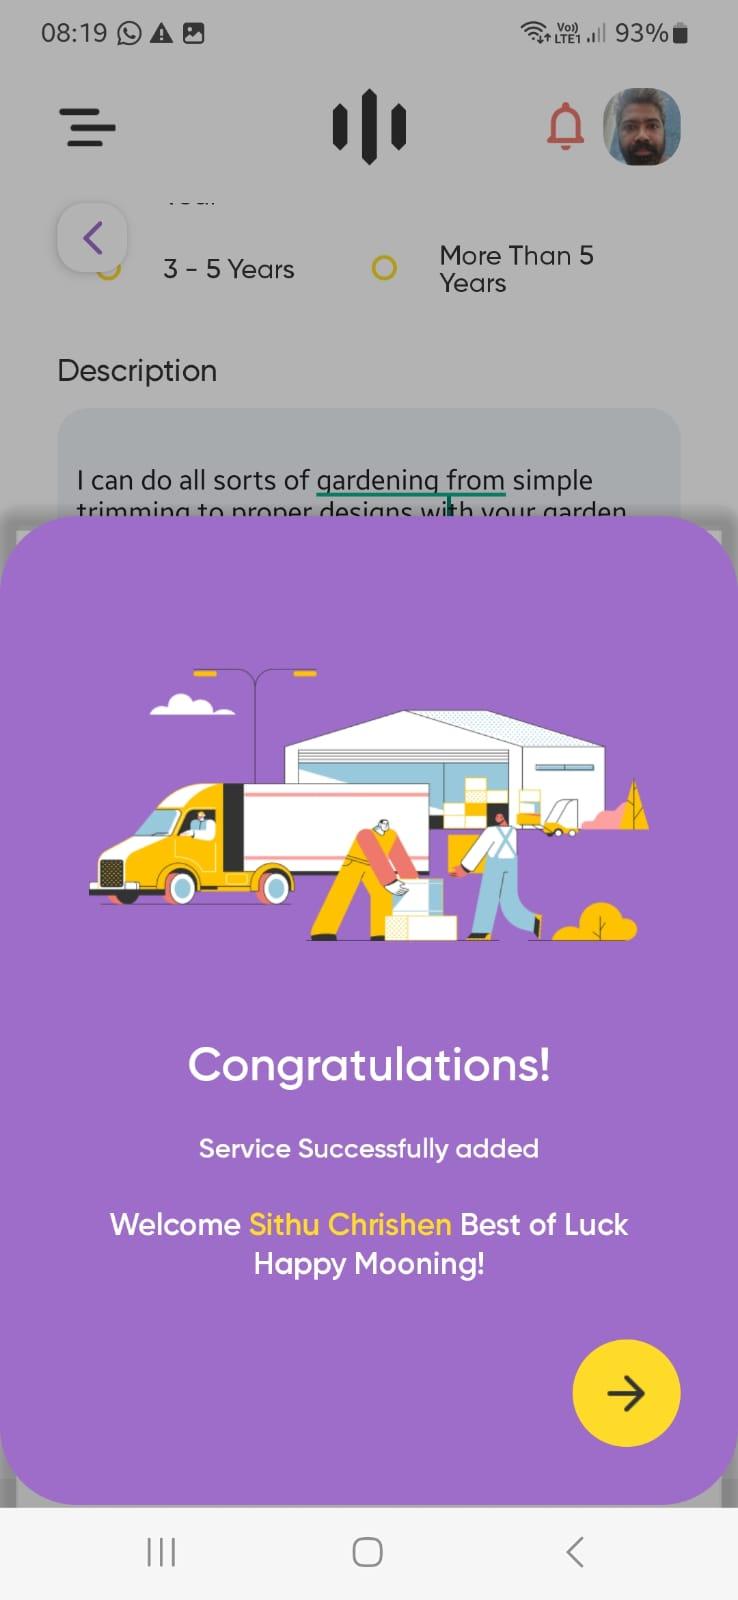 08:19
Vo))
LTE1
93%
3 - 5 Years
More Than 5
Years
Description
I can do all sorts of gardening from simple
trimming to proper designs with your garden
Congratulations!
Service Successfully added
Welcome Sithu Chrishen Best of Luck
Happy Mooning!